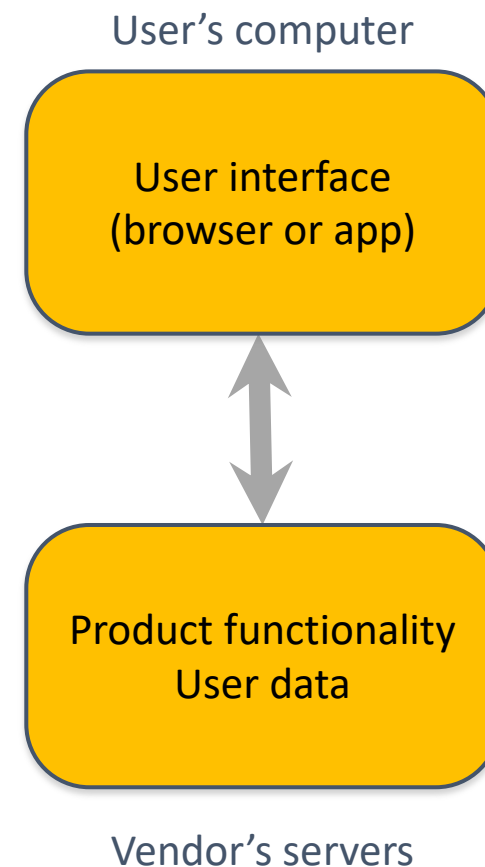 User’s computer
User interface
(browser or app)
Product functionality
User data
Vendor’s servers